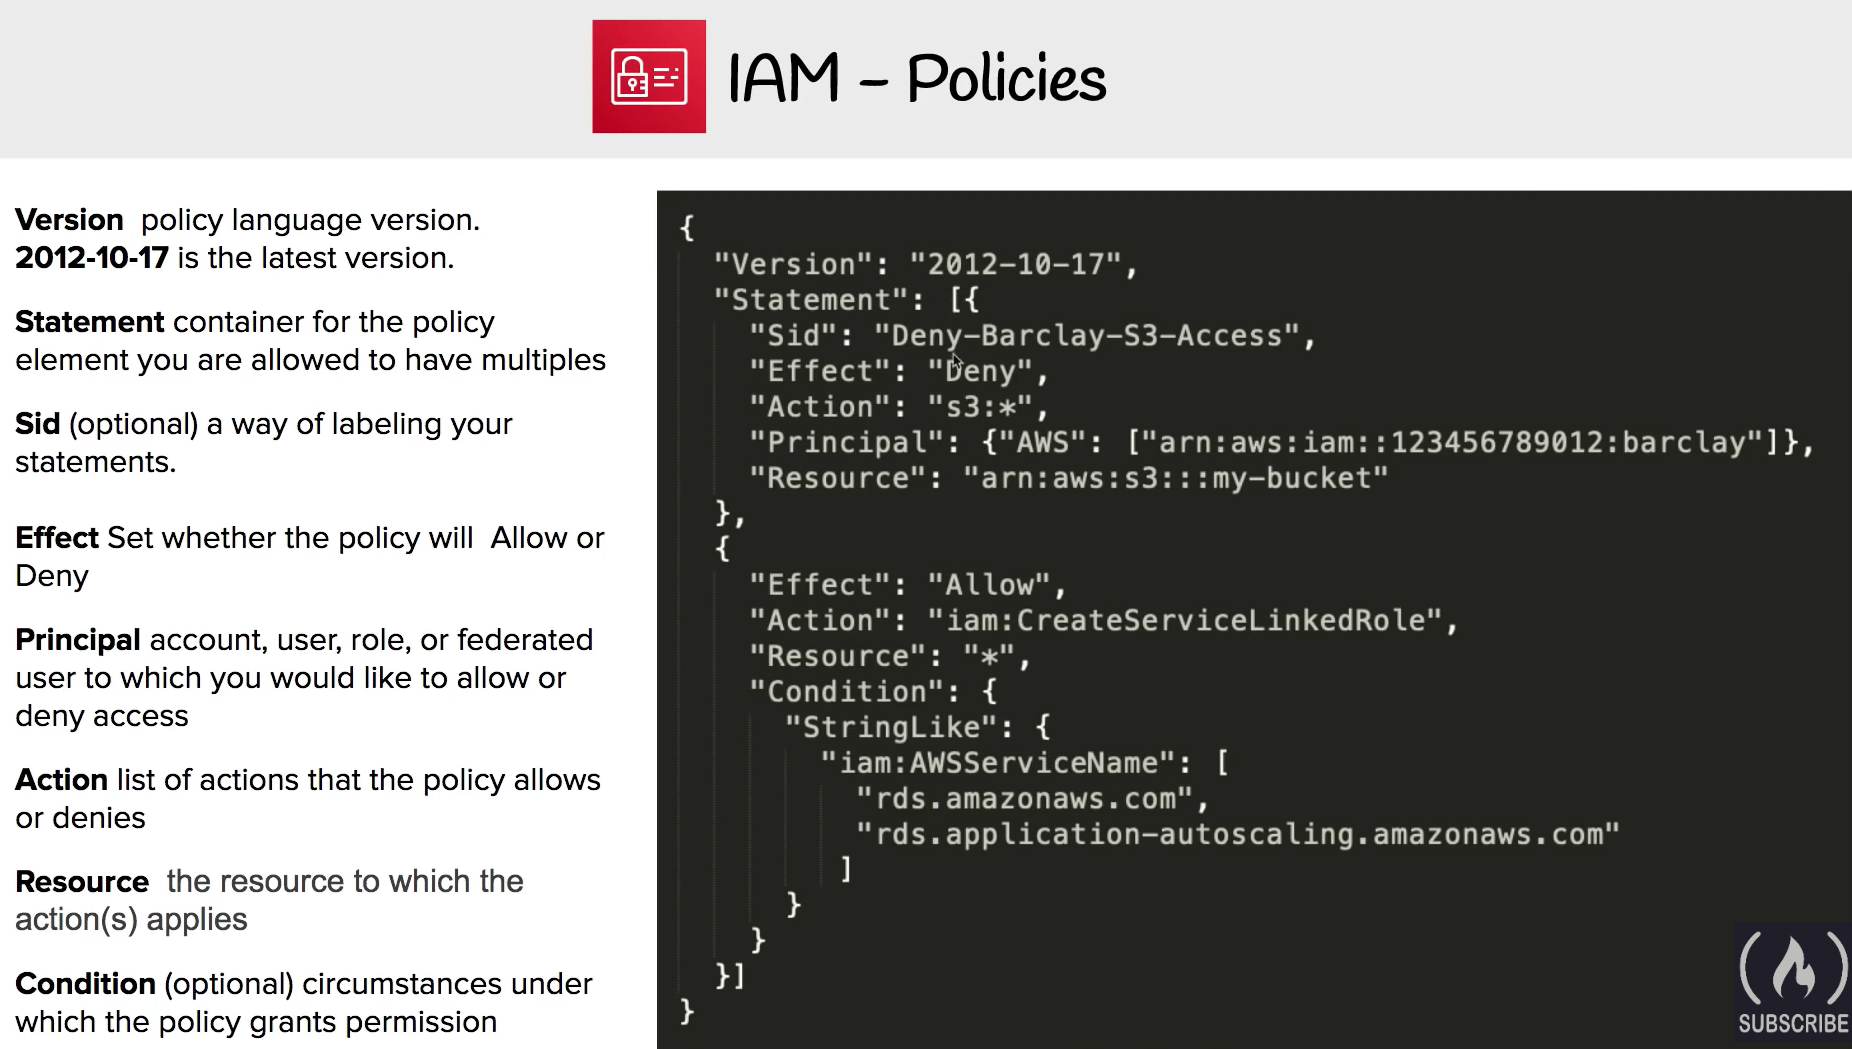 IAM – Policies
Version  policy language version.
2012-10-17 is the latest version.
Statement container for the policy
element you are allowed to have multiples
Sid (optional) a way of labeling your
statements.
Effect Set whether the policy will  Allow or
Deny
Principal account, user, role, or federated
user to which you would like to allow or
deny access
Action list of actions that the policy allows
or denies
Resource  the resource to which the
action(s) applies
Condition (optional) circumstances under
which the policy grants permission
{
"Version": "2012-10-17",
"Statement": [{
"Sid": "Deny-Barclay-S3-Access",
"Effect": "Deny",
"Action": "s3:*",
"Principal": {"AWS": ["arn:aws:iam::123456789012:barclay"]},
"Resource": "arn:aws:s3:::my-bucket"
},
{
"Effect": "Allow",
"Action": "iam:CreateServiceLinkedRole",
"Resource": "*",
"Condition": {
"StringLike": {
"iam:AWSServiceName": [
"rds.amazonaws.com",
"rds.application-autoscaling.amazonaws.com"
]
}
}
}]
}
SUBSCRIBE